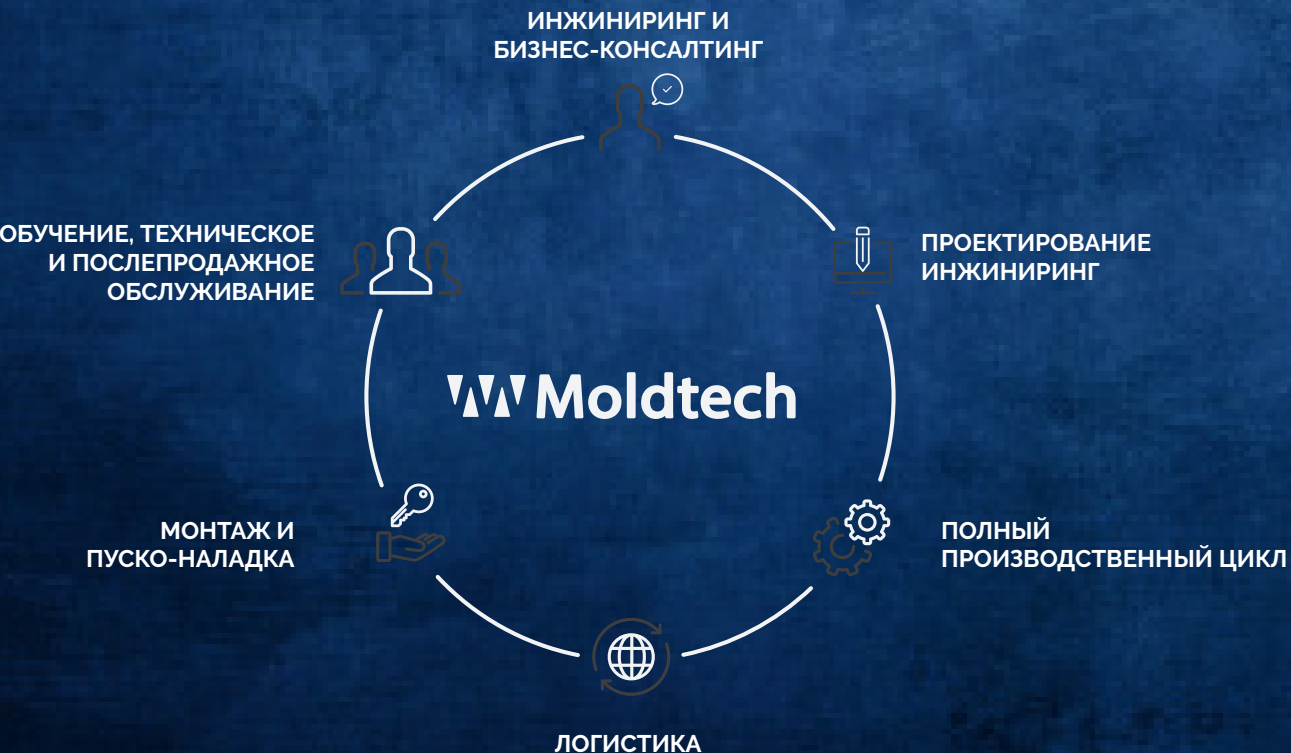 ИНЖИНИРИНГ И
БИЗНЕС-КОНСАЛТИНГ
ОБУЧЕНИЕ, ТЕХНИЧЕСКОЕ
И ПОСЛЕПРОДАЖНОЕ
ОБСЛУЖИВАНИЕ
ПРОЕКТИРОВАНИЕ
ИНЖИНИРИНГ
Moldtech
МОНТАЖ И
ПУСКО-НАЛАДКА
ПОЛНЫЙ
ПРОИЗВОДСТВЕННЫЙ ЦИКЛ
ЛОГИСТИКА